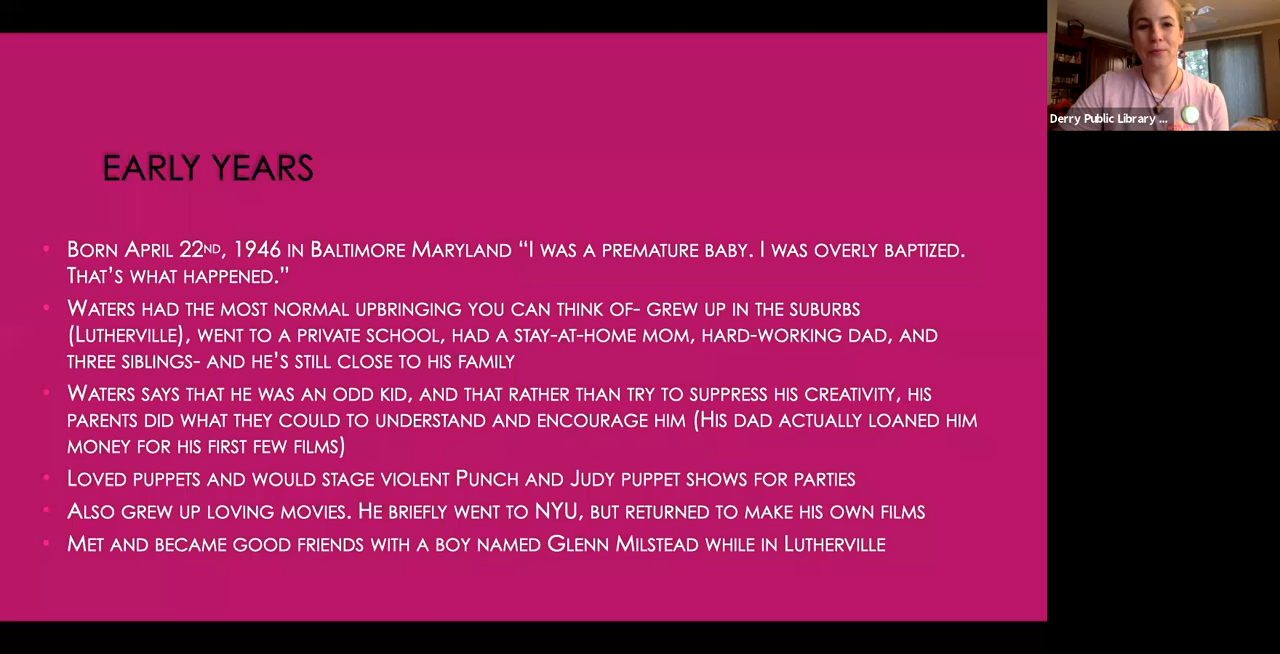 Derry Public Library ...
EARLY YEARS
BORN APRIL 22ND, 1946 IN BALTIMORE MARYLAND “I WAS A PREMATURE BABY. I WAS OVERLY BAPTIZED.
THAT’S WHAT HAPPENED.”
WATERS HAD THE MOST NORMAL UPBRINGING YOU CAN THINK OF- GREW UP IN THE SUBURBS
(LUTHERVILLE), WENT TO A PRIVATE SCHOOL, HAD A STAY-AT-HOME MOM, HARD-WORKING DAD, AND
THREE SIBLINGS- AND HE’S STILL CLOSE TO HIS FAMILY
WATERS SAYS THAT HE WAS AN ODD KID, AND THAT RATHER THAN TRY TO SUPPRESS HIS CREATIVITY, HIS
PARENTS DID WHAT THEY COULD TO UNDERSTAND AND ENCOURAGE HIM (HIS DAD ACTUALLY LOANED HIM
MONEY FOR HIS FIRST FEW FILMS)
LOVED PUPPETS AND WOULD STAGE VIOLENT PUNCH AND JUDY PUPPET SHOWS FOR PARTIES
ALSO GREW UP LOVING MOVIES. HE BRIEFLY WENT TO NYU, BUT RETURNED TO MAKE HIS OWN FILMS
MET AND BECAME GOOD FRIENDS WITH A BOY NAMED GLENN MILSTEAD WHILE IN LUTHERVILLE